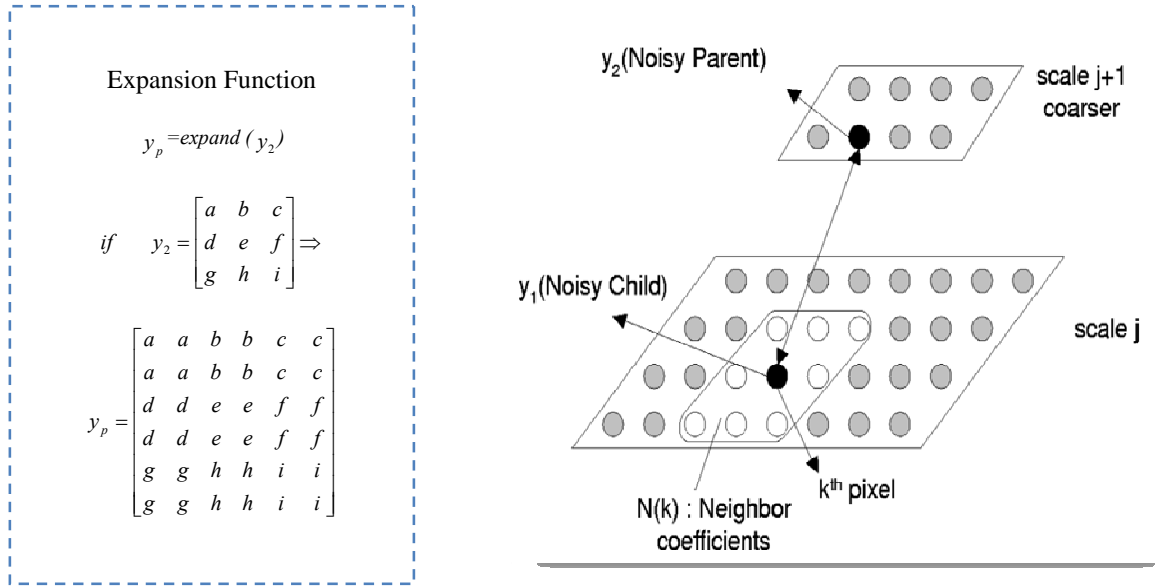 Expansion Function
y_p =expand ( y_2)
if y_2 = [ a b c
d e f
g h i ] ⇒
y_p = [ a a b b c c
a a b b c c
d d e e f f
d d e e f f
g g h h i i
g g h h i i ]
y_2(Noisy Parent)
scale j+1
coarser
y_1(Noisy Child)
scale j
k^th pixel
N(k) : Neighbor
coefficients